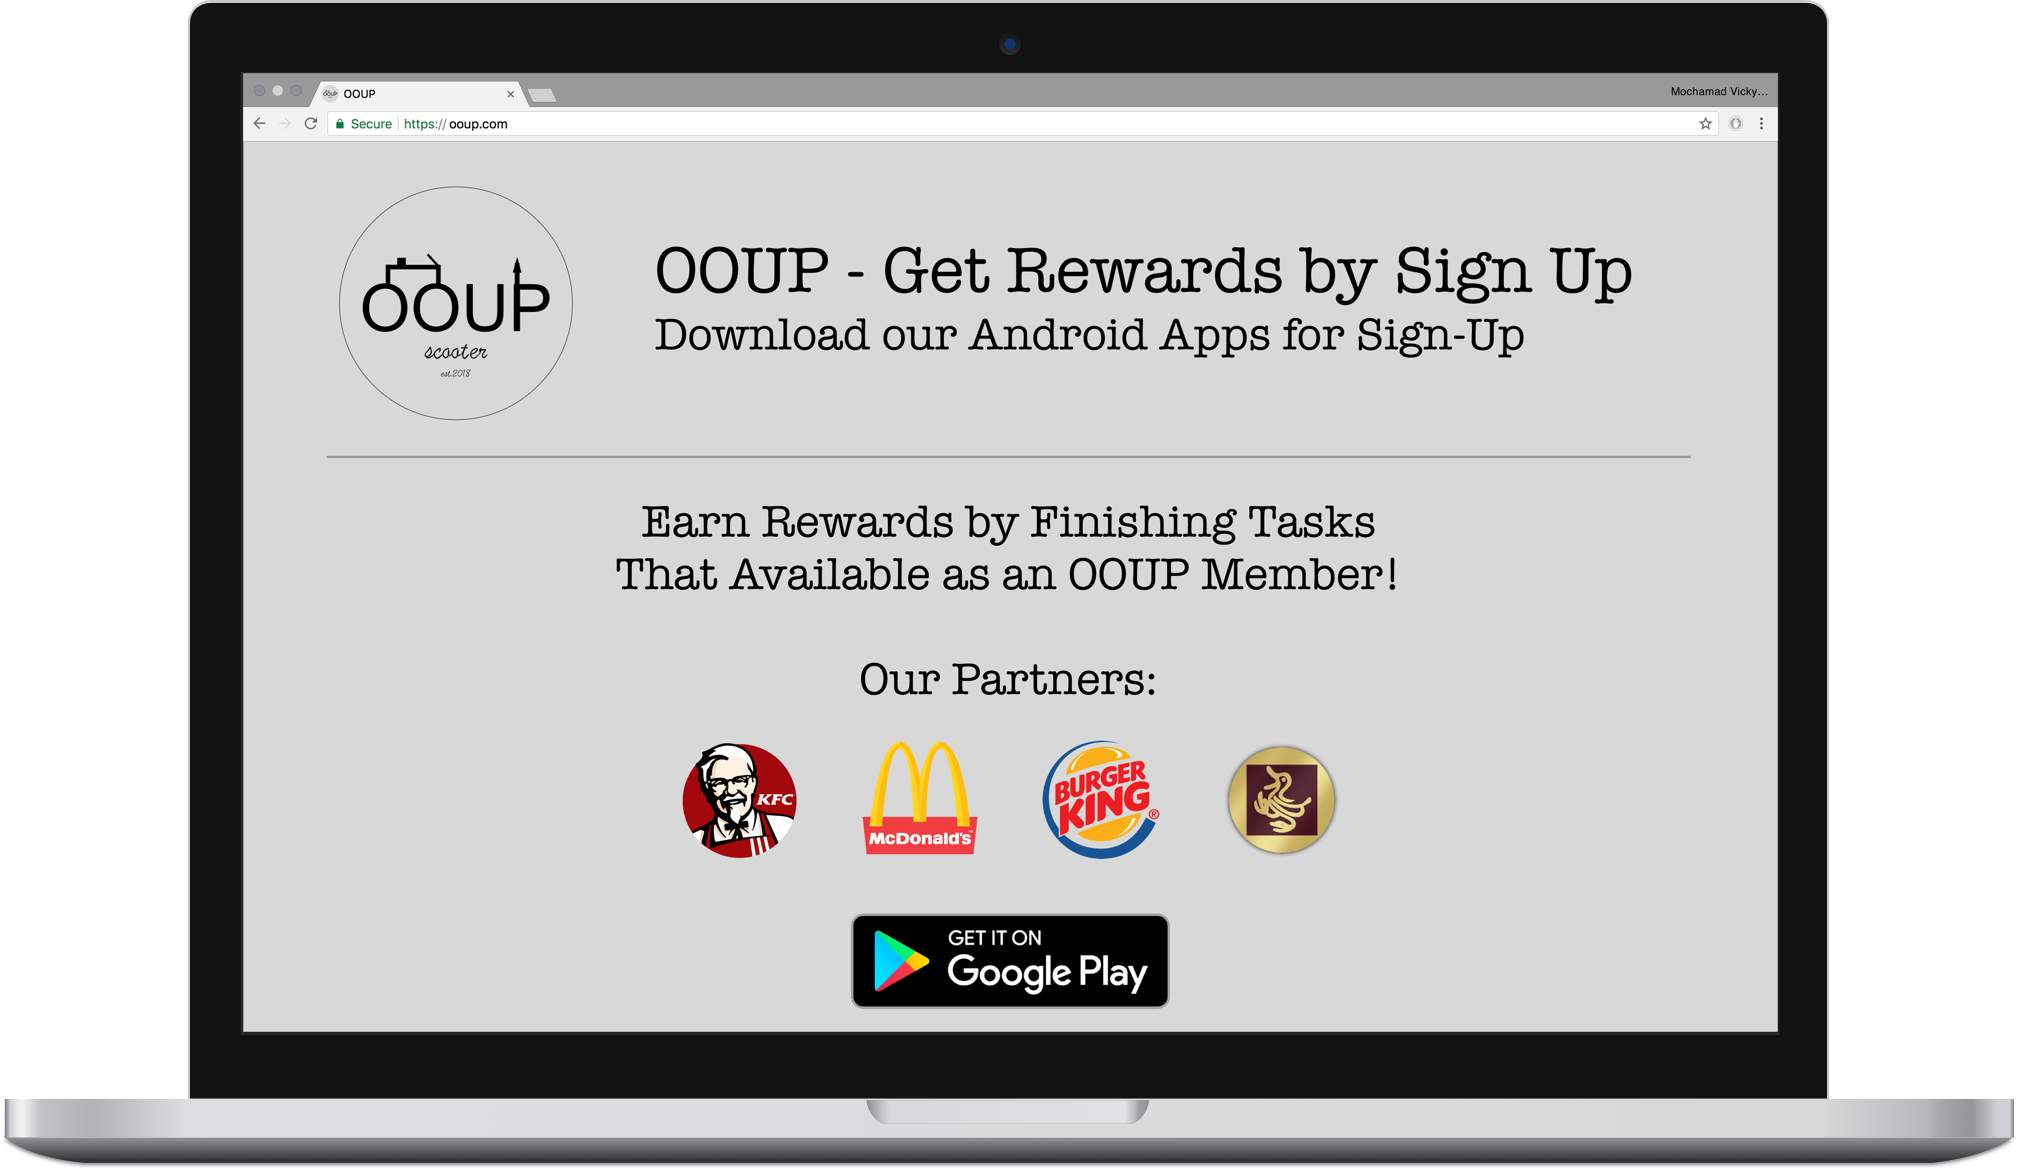 OOUP
Mochamad Vicky...
Secure https://ooup.com
OOUP
scooter
est.2018
OOUP - Get Rewards by Sign Up
Download our Android Apps for Sign-Up
Earn Rewards by Finishing Tasks
That Available as an OOUP Member!
Our Partners:
KFC
McDonald's
BURGER
KING
GET IT ON
Google Play